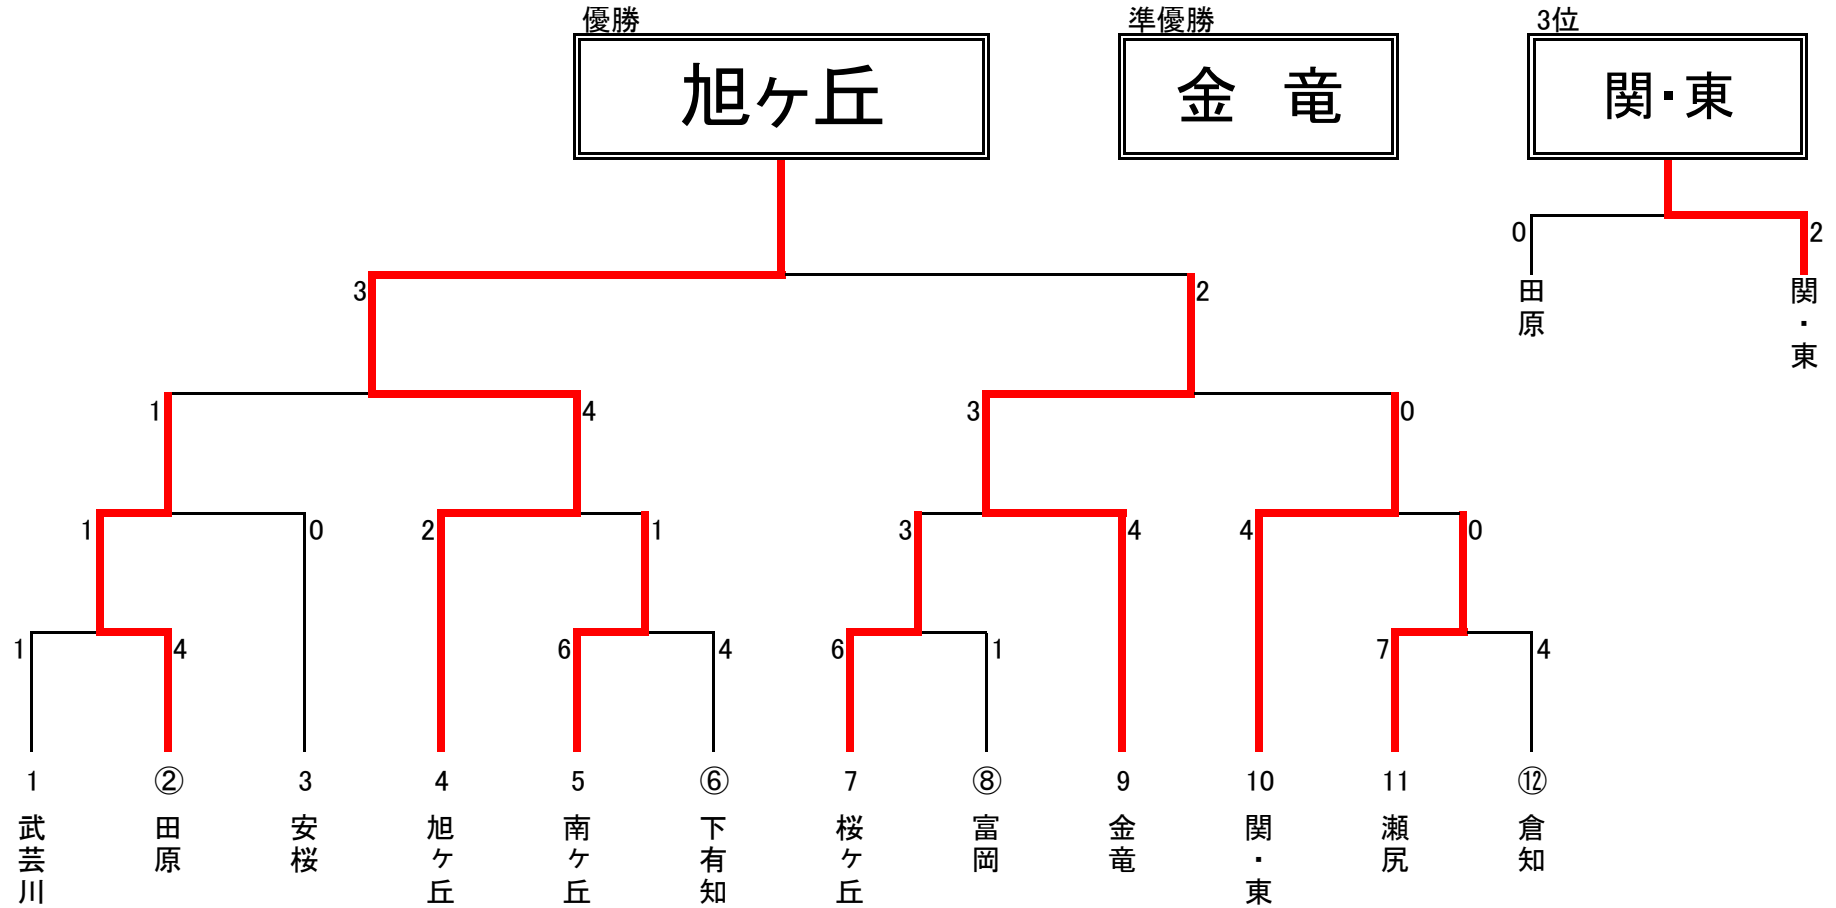 優勝
準優勝
3位
旭ヶ丘
金 竜
関・東
0
2
田原
関・東
3
2
1
4
3
0
1
0
2
1
3
4
4
0
1
4
6
4
6
1
7
4
1
②
3
4
5
⑥
7
⑧
9
10
11
⑫
武芸川
田原
安桜
旭ヶ丘
南ヶ丘
下有知
桜ヶ丘
富岡
金竜
関・東
瀬尻
倉知